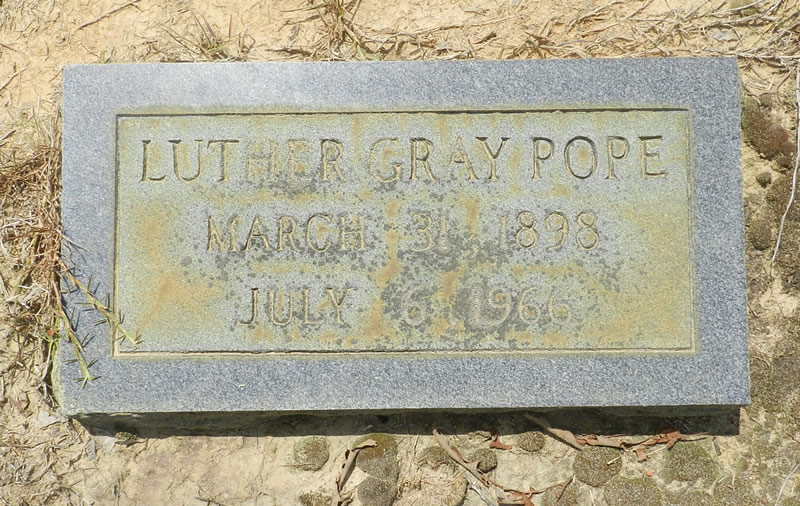 LUTHER GRAY POPE
MARCH 31 1898
JULY 6 1966